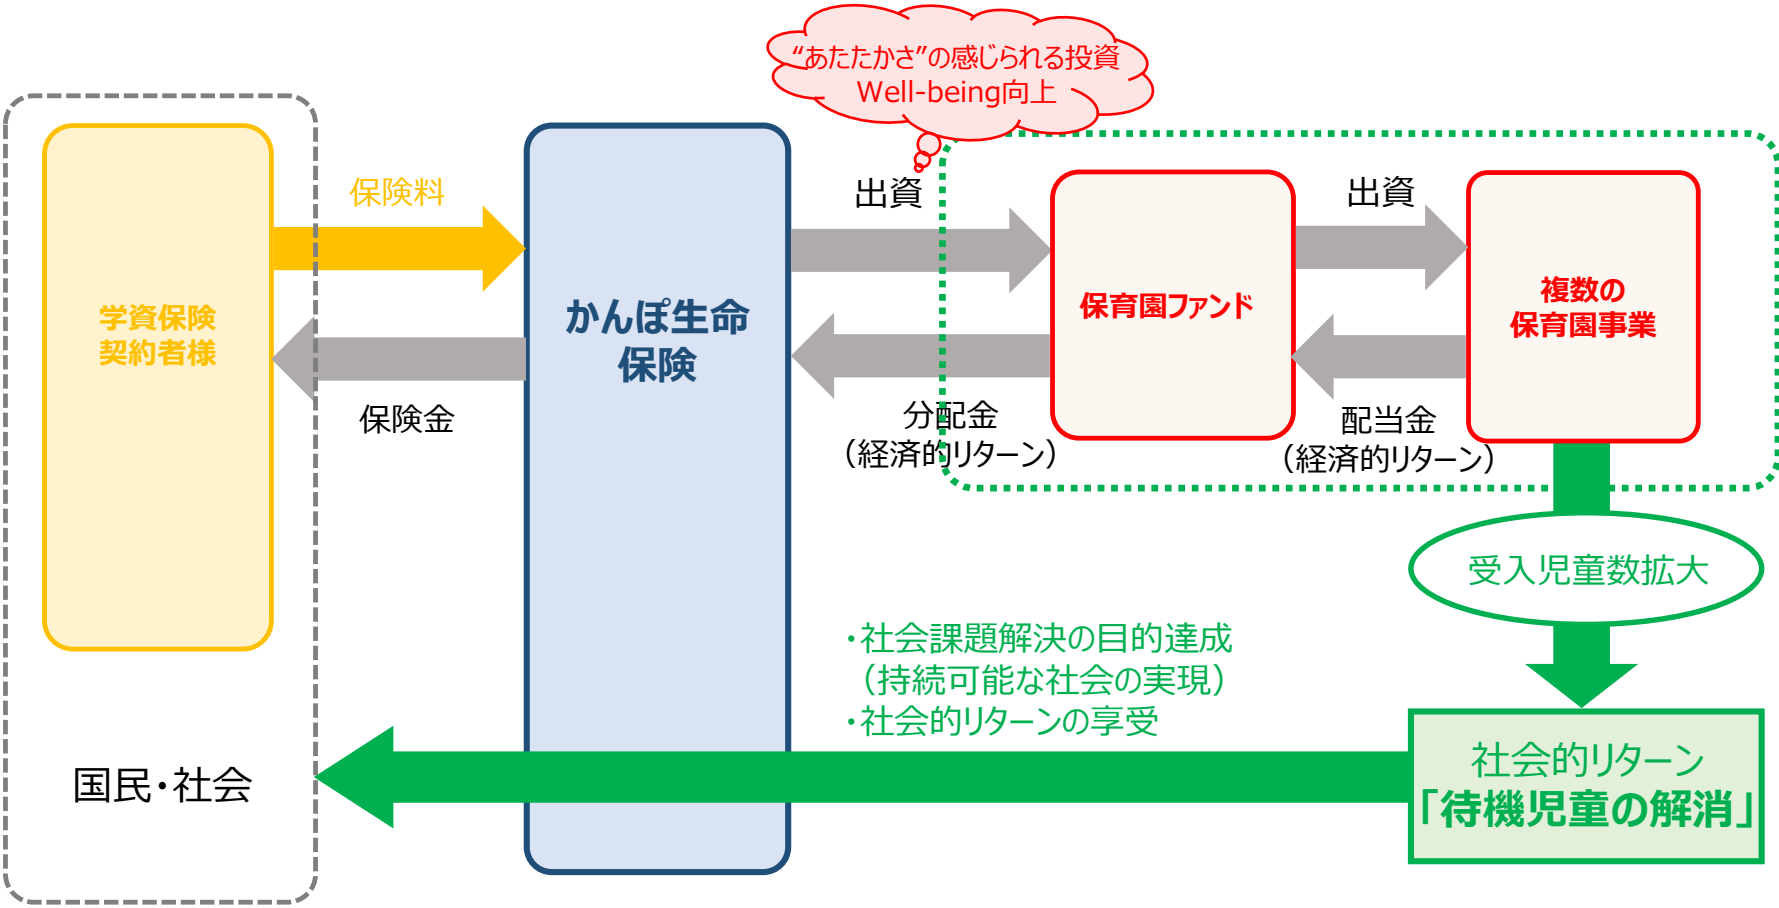 “あたたかさ”の感じられる投資
Well-being向上
保険料
出資
出資
学資保険
契約者様
かんぽ生命
保険
保育園ファンド
複数の
保育園事業
保険金
分配金
（経済的リターン）
配当金
（経済的リターン）
受入児童数拡大
・社会課題解決の目的達成
（持続可能な社会の実現）
・社会的リターンの享受
国民・社会
社会的リターン
「待機児童の解消」